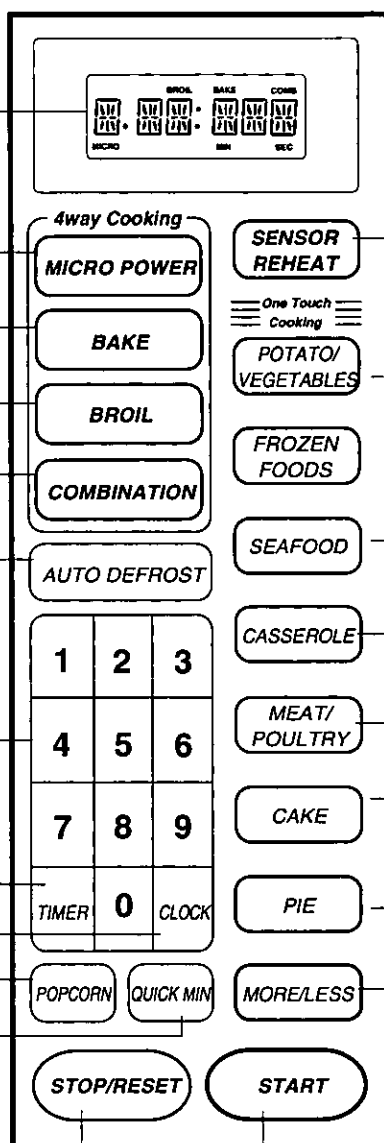 BROIL BAKE COMB
MICRO MIN SEC
4way Cooking
MICRO POWER
BAKE
BROIL
COMBINATION
AUTO DEFROST
1 2 3
4 5 6
7 8 9
TIMER 0 CLOCK
POPCORN QUICK MIN
SENSOR
REHEAT
One Touch
Cooking
POTATO/
VEGETABLES
FROZEN
FOODS
SEAFOOD
CASSEROLE
MEAT/
POULTRY
CAKE
PIE
MORE/LESS
STOP/RESET START